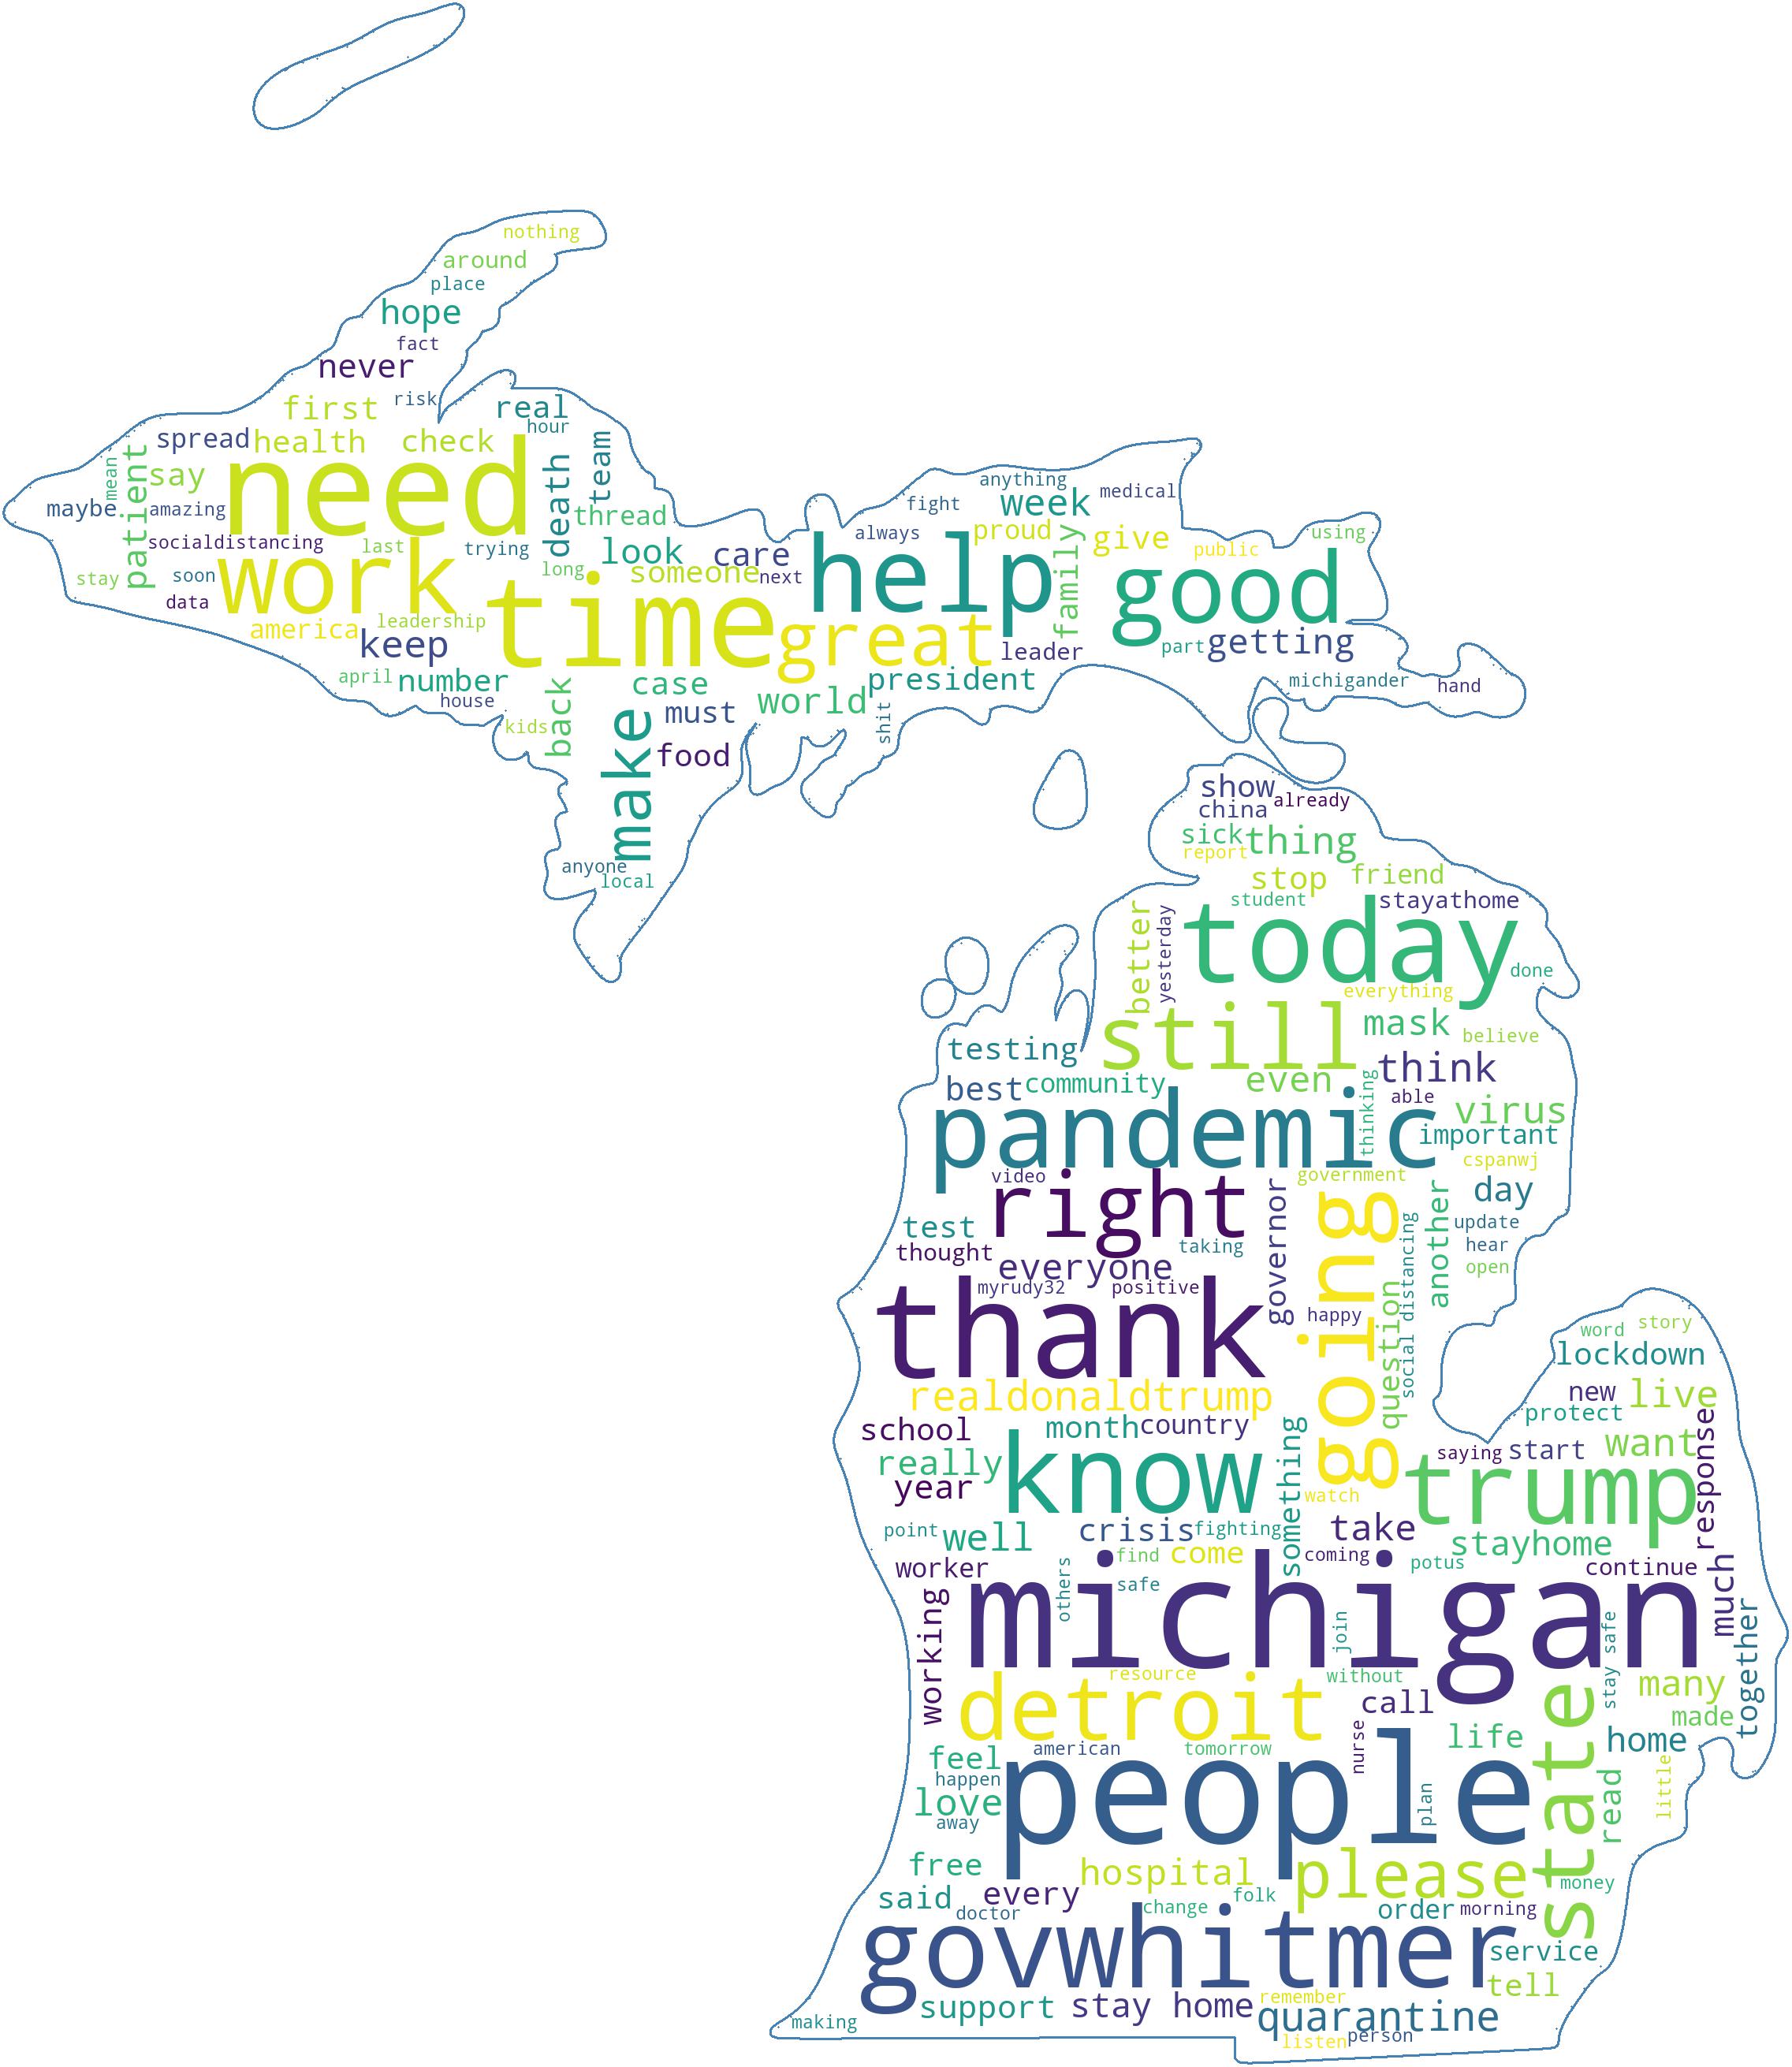 nothing
around
place
hope
fact
never
first
risk
real
hour
spread
health
check
team
mean
patient
say
need
death
thread
maybe
amazing
socialdistancing
last
trying
look
care
stay
soon
work
long
someone
next
data
time
america
leadership
keep
april
number
house
back
case
must
world
kids
make
food
anyone
local
anything
week
medical
fight
always
proud
family
give
public
using
help
good
great
leader
part
getting
president
shit
michigander
hand
show
china
already
sick
thing
report
stop
friend
student
stayathome
better
yesterday
today
done
everything
still
mask
believe
testing
think
best
community
even
thinking
able
virus
pandemic
important
cspanwj
video
government
right
governor
going
another
day
test
taking
update
thought
everyone
hear
social distancing
open
myrudy32
positive
thank
happy
question
realdonaldtrump
school
month
country
really
know
something
year
watch
point
well
crisis
fighting
take
worker
others
find
come
coming
potus
safe
word
story
lockdown
new
live
protect
response
saying
start
want
trump
stayhome
continue
much
michigan
working
join
stay safe
together
resource
without
many
detroit
call
made
state
feel
american
tomorrow
nurse
life
home
happen
people
plan
read
little
love
away
free
hospital
please
said
every
folk
money
doctor
change
order
morning
govwhitmer
service
tell
support
stay home
remember
quarantine
making
listen
person